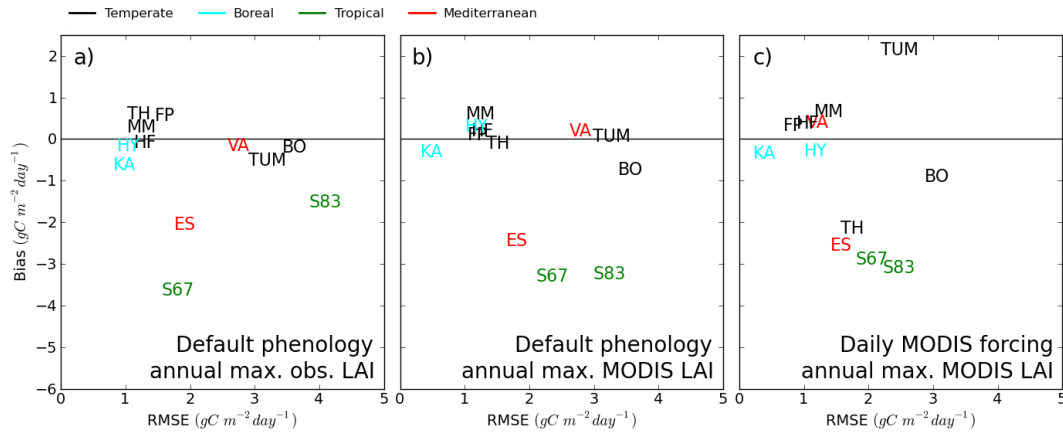 Temperate Boreal Tropical Mediterranean
a)
TH FP
MM
HF
HY
KA
VA
BO
TUM
S83
ES
S67
Default phenology
annual max. obs. LAI
2
1
0
−1
−2
−3
−4
−5
−6
Bias (gC m−2 day−1)
0 1 2 3 4 5
RMSE (gC m−2 day−1)
b)
MM
HY
TH
KA
VA
TUM
BO
ES
S67
S83
Default phenology
annual max. MODIS LAI
0 1 2 3 4 5
RMSE (gC m−2 day−1)
c)
TUM
MM
FP
HF
VA
KA
HY
BO
TH
ES
S67
S83
Daily MODIS forcing
annual max. MODIS LAI
0 1 2 3 4 5
RMSE (gC m−2 day−1)